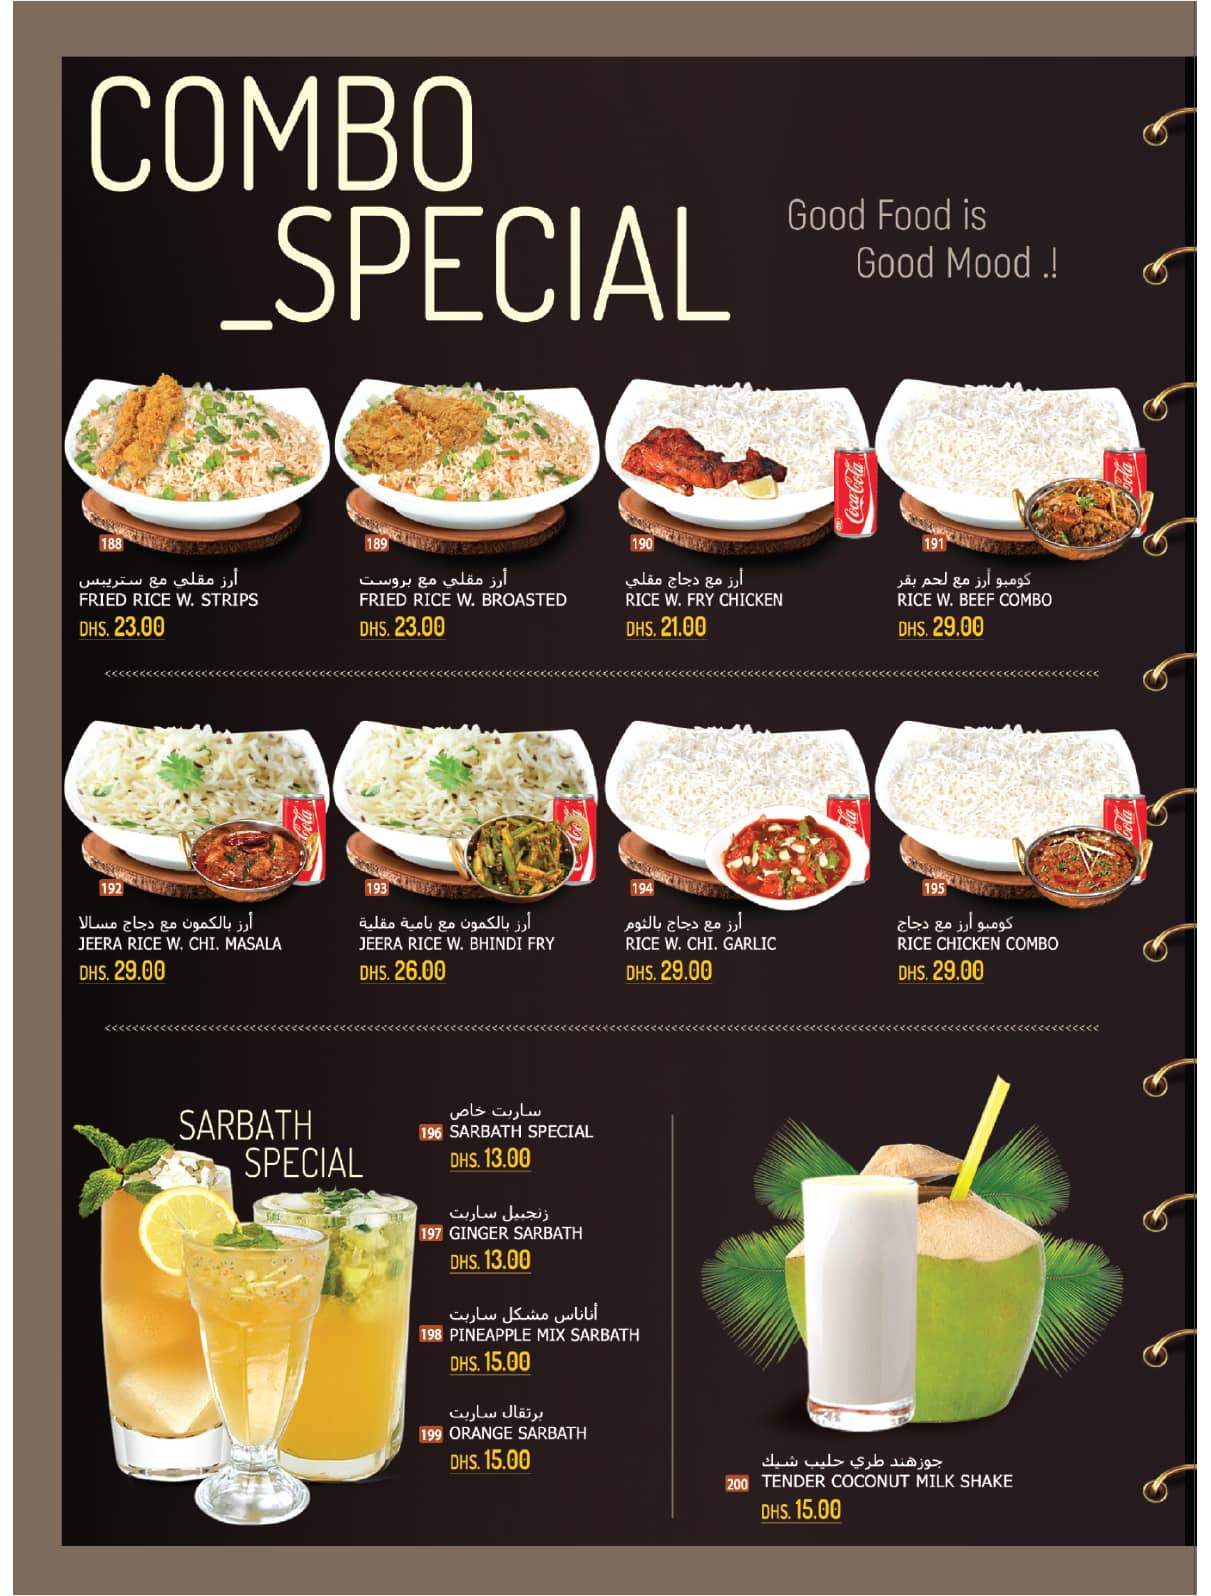 COMBO
_SPECIAL
Good Food is
Good Mood .!
188
أرز مقلي مع ستريبس
FRIED RICE W. STRIPS
DHS. 23.00
189
أرز مقلي مع بروست
FRIED RICE W. BROASTED
DHS. 23.00
Coca-Cola
190
أرز مع دجاج مقلي
RICE W. FRY CHICKEN
DHS. 21.00
191
كومبو أرز مع لحم بقر
RICE W. BEEF COMBO
DHS. 29.00
192
أرز بالكمون مع دجاج مسالا
JEERA RICE W. CHI. MASALA
DHS. 29.00
193
أرز بالكمون مع بامية مقلية
JEERA RICE W. BHINDI FRY
DHS. 26.00
194
أرز مع دجاج بالثوم
RICE W. CHI. GARLIC
DHS. 29.00
195
كومبو أرز مع دجاج
RICE CHICKEN COMBO
DHS. 29.00
SARBATH
SPECIAL
ساربت خاص
196 SARBATH SPECIAL
DHS. 13.00
زنجبيل ساربت
197 GINGER SARBATH
DHS. 13.00
أناناس مشكل ساربت
198 PINEAPPLE MIX SARBATH
DHS. 15.00
برتقال ساربت
199 ORANGE SARBATH
DHS. 15.00
جوزهند طري حليب شيك
200 TENDER COCONUT MILK SHAKE
DHS. 15.00